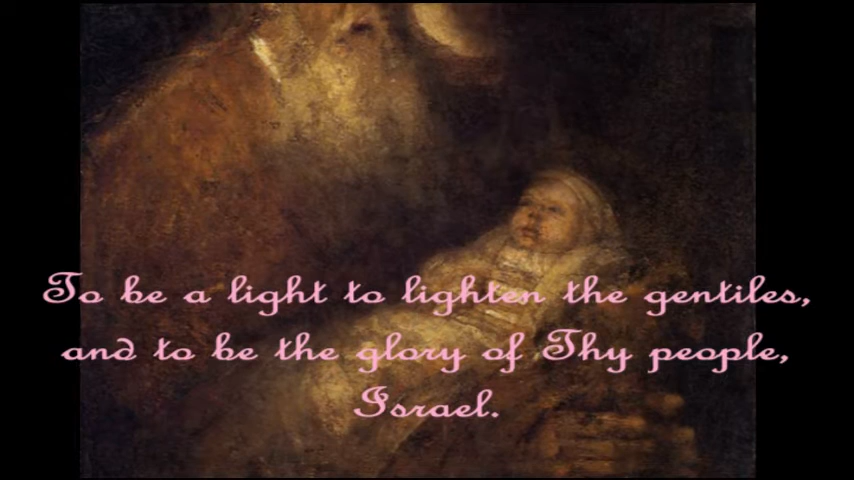 To be a light to lighten the gentiles,
and to be the glory of Thy people,
Israel.